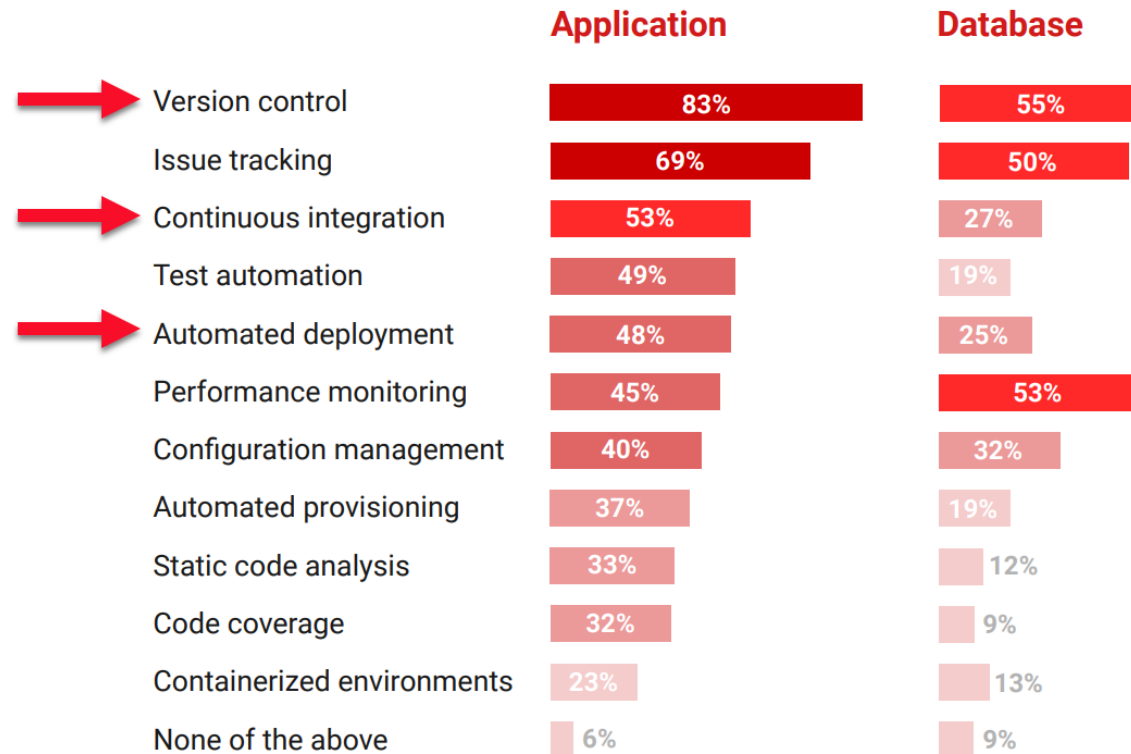 Application Database
Version control 83% 55%
Issue tracking 69% 50%
Continuous integration 53% 27%
Test automation 49% 19%
Automated deployment 48% 25%
Performance monitoring 45% 53%
Configuration management 40% 32%
Automated provisioning 37% 19%
Static code analysis 33% 12%
Code coverage 32% 9%
Containerized environments 23% 13%
None of the above 6% 9%